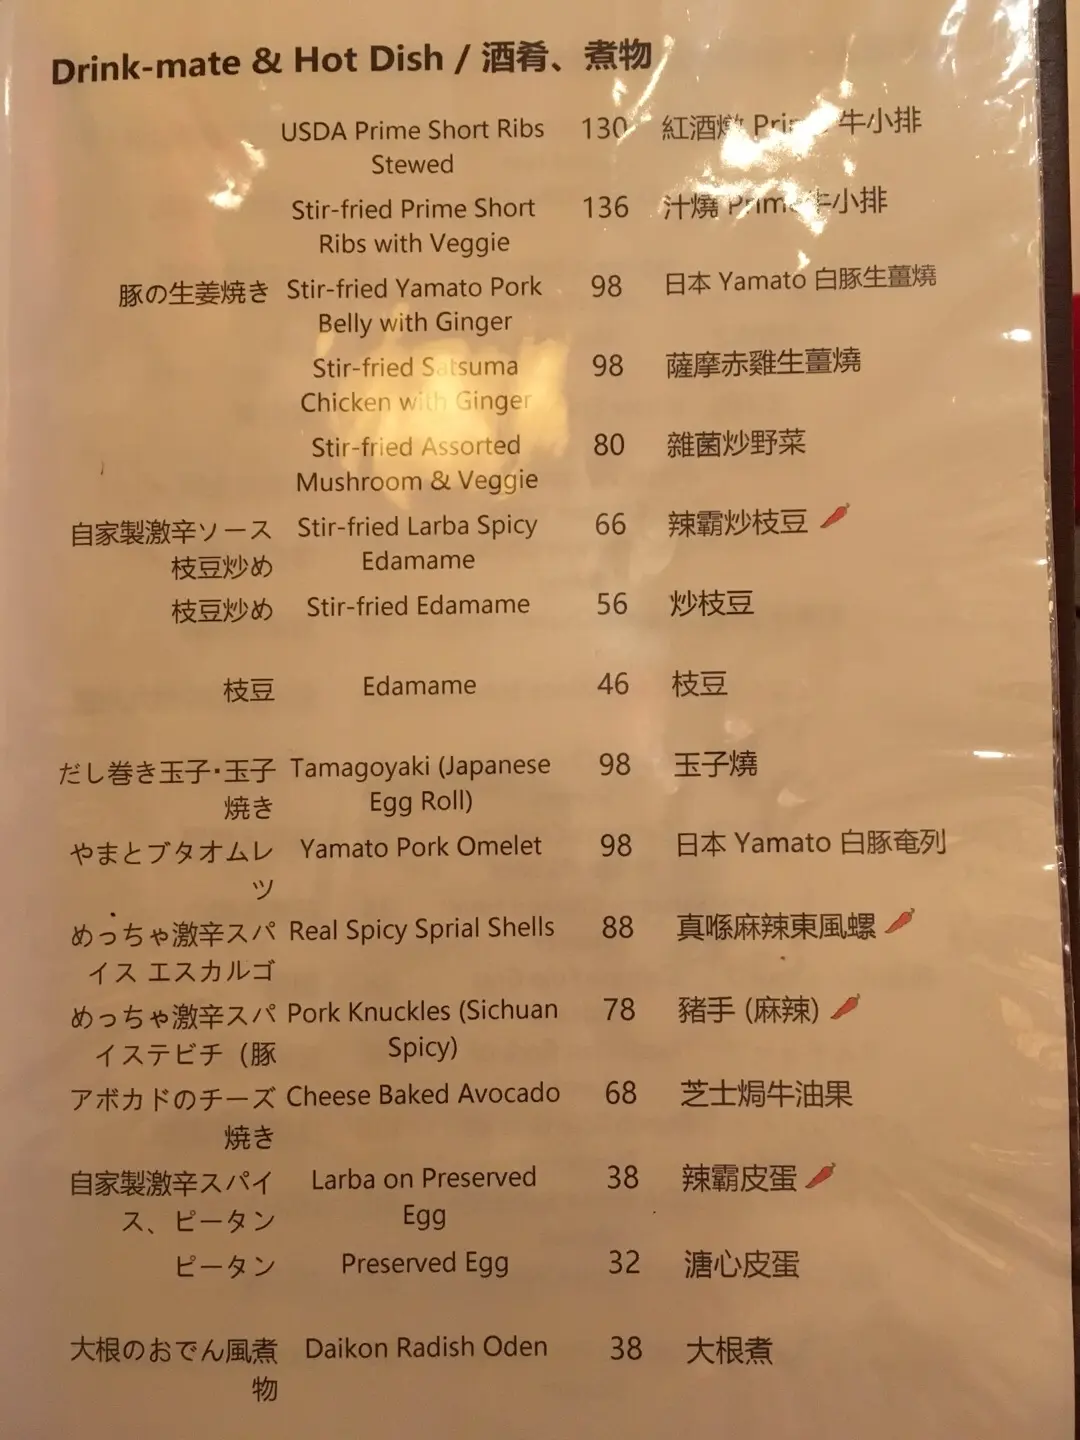 Drink-mate & Hot Dish / 酒肴、煮物
USDA Prime Short Ribs 130 紅酒燉 Prime 牛小排
Stewed
Stir-fried Prime Short 136 汁燒 Prime 牛小排
Ribs with Veggie
豚の生姜焼き Stir-fried Yamato Pork 98 日本 Yamato 白豚生薑燒
Belly with Ginger
Stir-fried Satsuma 98 薩摩赤雞生薑燒
Chicken with Ginger
Stir-fried Assorted 80 雜菌炒野菜
Mushroom & Veggie
自家製激辛ソース Stir-fried Larba Spicy 66 辣霸炒枝豆
枝豆炒め Edamame
枝豆炒め Stir-fried Edamame 56 炒枝豆
枝豆 Edamame 46 枝豆
だし巻き玉子・玉子 Tamagoyaki (Japanese 98 玉子燒
焼き Egg Roll)
やまとブタオムレ Yamato Pork Omelet 98 日本 Yamato 白豚奄列
ツ
めっちゃ激辛スパ Real Spicy Sprial Shells 88 真喺麻辣東風螺
イス エスカルゴ
めっちゃ激辛スパ Pork Knuckles (Sichuan 78 豬手 (麻辣)
イステビチ（豚 Spicy)
アボカドのチーズ Cheese Baked Avocado 68 芝士焗牛油果
焼き
自家製激辛スパイ Larba on Preserved 38 辣霸皮蛋
ス、ピータン Egg
ピータン Preserved Egg 32 溏心皮蛋
大根のおでん風煮 Daikon Radish Oden 38 大根煮
物